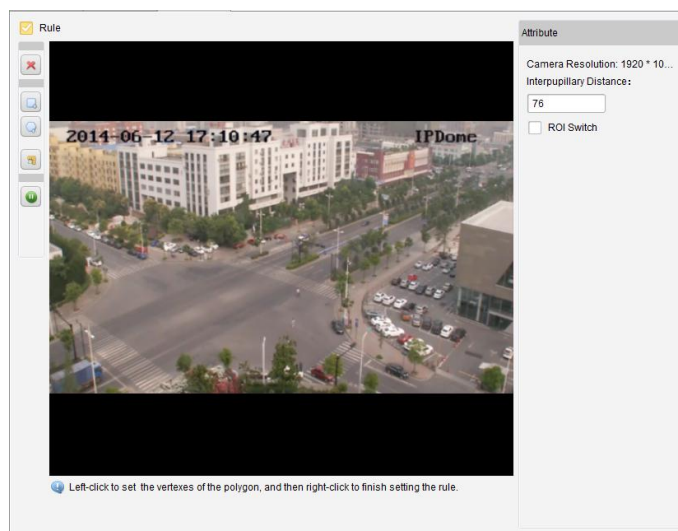 Rule
Attribute
Camera Resolution: 1920 * 10...
Interpupillary Distance:
76
ROI Switch
2014-06-12 17:10:47
IPDome
Left-click to set the vertexes of the polygon, and then right-click to finish setting the rule.